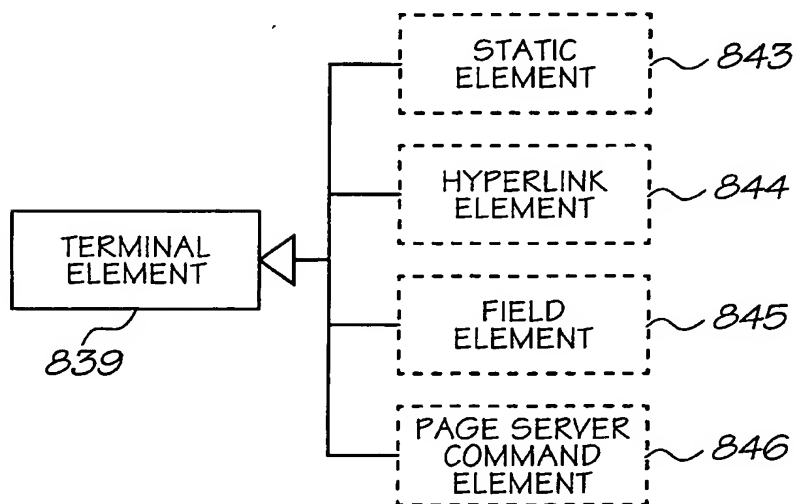 STATIC
ELEMENT
843
HYPERLINK
ELEMENT
844
TERMINAL
ELEMENT
839
FIELD
ELEMENT
845
PAGE SERVER
COMMAND
ELEMENT
846